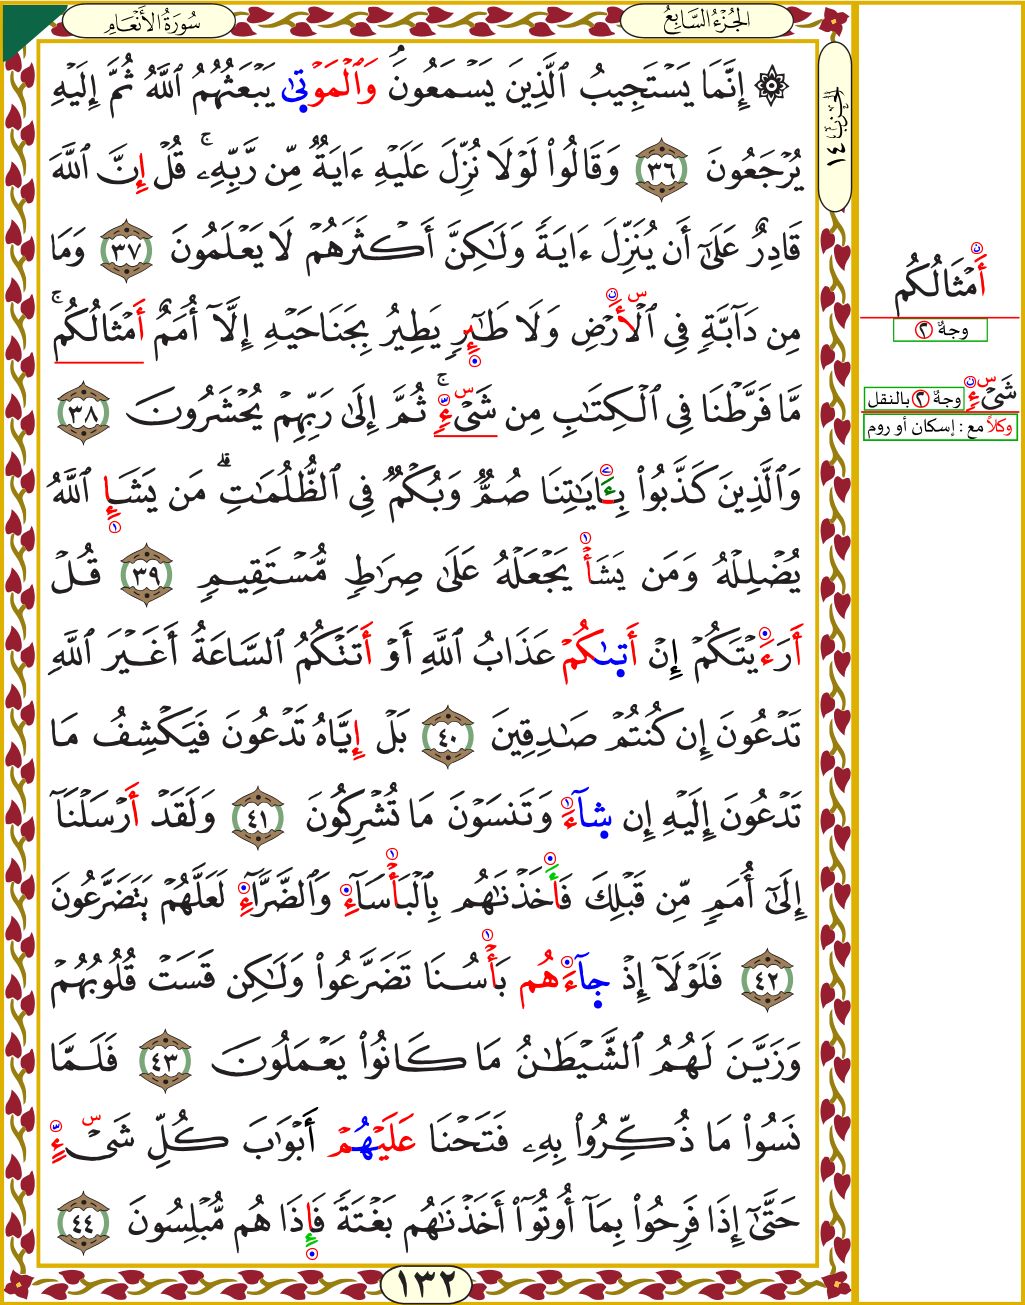 سُورَةُ الأَنْعَامِ
الجُزْءُ السَّابِعُ
الحزب ١٤
۞ إِنَّمَا يَسْتَجِيبُ ٱلَّذِينَ يَسْمَعُونَۘ وَٱلْمَوْتَىٰ يَبْعَثُهُمُ ٱللَّهُ ثُمَّ إِلَيْهِ
يُرْجَعُونَ ٣٦ وَقَالُوا۟ لَوْلَا نُزِّلَ عَلَيْهِ ءَايَةٌ مِّن رَّبِّهِۦۚ قُلْ إِنَّ ٱللَّهَ
قَادِرٌ عَلَىٰٓ أَن يُنَزِّلَ ءَايَةً وَلَٰكِنَّ أَكْثَرَهُمْ لَا يَعْلَمُونَ ٣٧ وَمَا
مِن دَآبَّةٍ فِى ٱلْأَرْضِ وَلَا طَٰٓئِرٍ يَطِيرُ بِجَنَاحَيْهِ إِلَّآ أُمَمٌ أَمْثَالُكُمۚ
مَّا فَرَّطْنَا فِى ٱلْكِتَٰبِ مِن شَىْءٍۚ ثُمَّ إِلَىٰ رَبِّهِمْ يُحْشَرُونَ ٣٨
وَٱلَّذِينَ كَذَّبُوا۟ بِـَٔايَٰتِنَا صُمٌّ وَبُكْمٌ فِى ٱلظُّلُمَٰتِۗ مَن يَشَإِ ٱللَّهُ
يُضْلِلْهُ وَمَن يَشَأْ يَجْعَلْهُ عَلَىٰ صِرَٰطٍ مُّسْتَقِيمٍ ٣٩ قُلْ
أَرَءَيْتَكُمْ إِنْ أَتَىٰكُمْ عَذَابُ ٱللَّهِ أَوْ أَتَتْكُمُ ٱلسَّاعَةُ أَغَيْرَ ٱللَّهِ
تَدْعُونَ إِن كُنتُمْ صَٰدِقِينَ ٤٠ بَلْ إِيَّاهُ تَدْعُونَ فَيَكْشِفُ مَا
تَدْعُونَ إِلَيْهِ إِن شَآءَ وَتَنسَوْنَ مَا تُشْرِكُونَ ٤١ وَلَقَدْ أَرْسَلْنَآ
إِلَىٰٓ أُمَمٍ مِّن قَبْلِكَ فَأَخَذْنَٰهُم بِٱلْبَأْسَآءِ وَٱلضَّرَّآءِ لَعَلَّهُمْ يَتَضَرَّعُونَ
٤٢ فَلَوْلَآ إِذْ جَآءَهُم بَأْسُنَا تَضَرَّعُوا۟ وَلَٰكِن قَسَتْ قُلُوبُهُمْ
وَزَيَّنَ لَهُمُ ٱلشَّيْطَٰنُ مَا كَانُوا۟ يَعْمَلُونَ ٤٣ فَلَمَّا
نَسُوا۟ مَا ذُكِّرُوا۟ بِهِۦ فَتَحْنَا عَلَيْهُمْ أَبْوَٰبَ كُلِّ شَىْءٍ
حَتَّىٰٓ إِذَا فَرِحُوا۟ بِمَآ أُوتُوٓا۟ أَخَذْنَٰهُم بَغْتَةً فَإِذَا هُم مُّبْلِسُونَ ٤٤
١٣٢
أَمْثَالُكُم
وجهٌ ٢
شَىْءٍ
وجهٌ ٢ بالنقل
وكلاً مع : إسكان أو روم